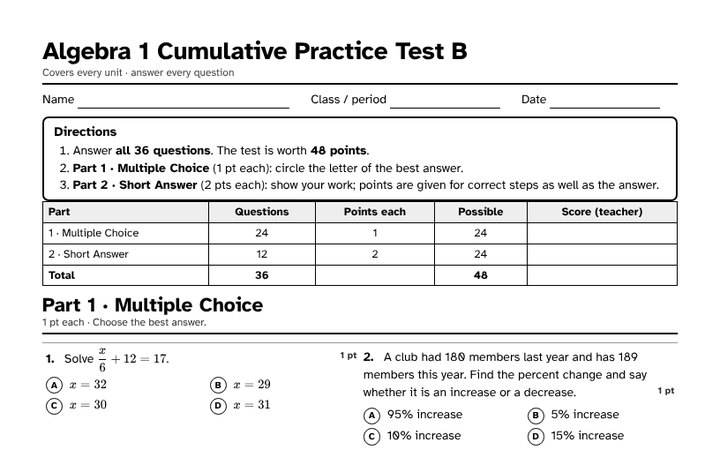 Algebra 1 Cumulative Practice Test B
Covers every unit · answer every question
Name Class / period Date
Directions
1. Answer all 36 questions. The test is worth 48 points.
2. Part 1 · Multiple Choice (1 pt each): circle the letter of the best answer.
3. Part 2 · Short Answer (2 pts each): show your work; points are given for correct steps as well as the answer.
Part Questions Points each Possible Score (teacher)
1 · Multiple Choice 24 1 24
2 · Short Answer 12 2 24
Total 36 48
Part 1 · Multiple Choice
1 pt each · Choose the best answer.
1. Solve x/6 + 12 = 17. 1 pt
A x = 32 B x = 29
C x = 30 D x = 31
2. A club had 180 members last year and has 189
members this year. Find the percent change and say
whether it is an increase or a decrease. 1 pt
A 95% increase B 5% increase
C 10% increase D 15% increase